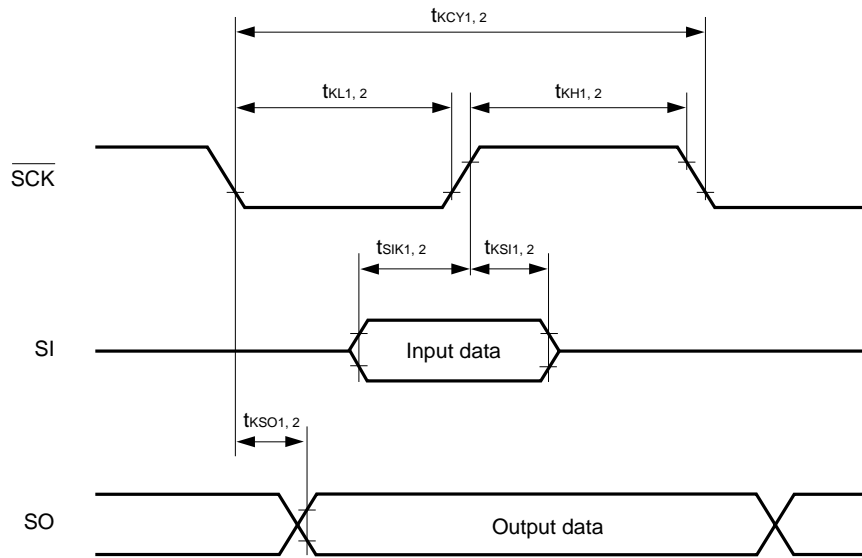 tKCY1, 2
tKL1, 2
tKH1, 2
SCK
tSIK1, 2
tKSI1, 2
SI
Input data
tKSO1, 2
SO
Output data